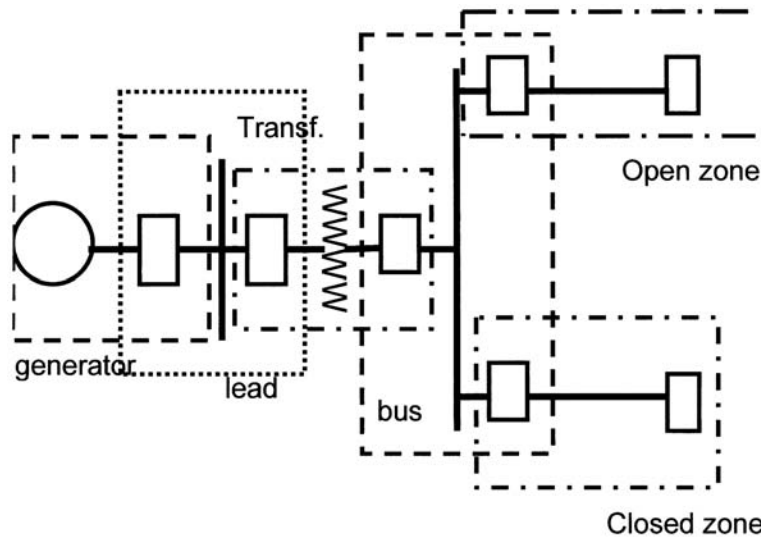 Transf.
Open zone
generator
lead
bus
Closed zone